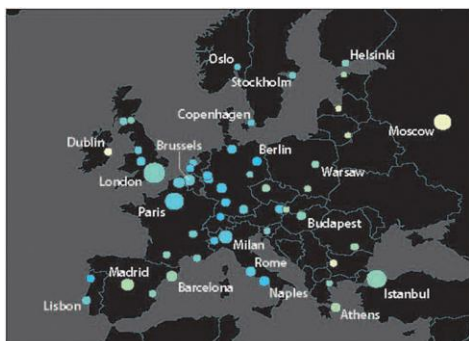 Oslo
Helsinki
Stockholm
Copenhagen
Moscow
Dublin
Brussels
Berlin
London
Warsaw
Paris
Budapest
Milan
Madrid
Rome
Barcelona
Lisbon
Naples
Istanbul
Athens